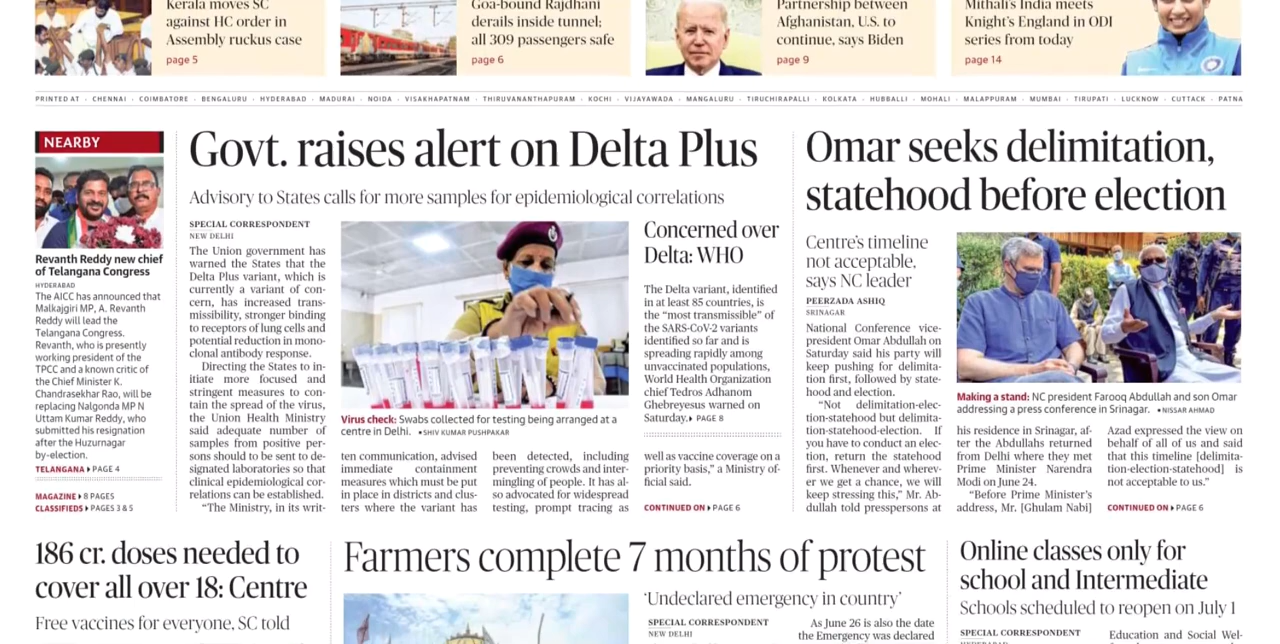 Kerala moves SC
against HC order in
Assembly ruckus case
page 5
Goa-bound Rajdhani
derails inside tunnel;
all 309 passengers safe
page 6
Partnership between
Afghanistan, U.S. to
continue, says Biden
page 9
Mithali's India meets
Knight's England in ODI
series from today
page 14
PRINTED AT · CHENNAI · COIMBATORE · BENGALURU · HYDERABAD · MADURAI · NOIDA · VISAKHAPATNAM · THIRUVANANTHAPURAM · KOCHI · VIJAYAWADA · MANGALURU · TIRUCHIRAPALLI · KOLKATA · HUBBALLI · MOHALI · MALAPPURAM · MUMBAI · TIRUPATI · LUCKNOW · CUTTACK · PATNA
NEARBY
Revanth Reddy new chief
of Telangana Congress
HYDERABAD
The AICC has announced that
Malkajgiri MP, A. Revanth
Reddy will lead the
Telangana Congress.
Revanth, who is presently
working president of the
TPCC and a known critic of
the Chief Minister K.
Chandrasekhar Rao, will be
replacing Nalgonda MP N
Uttam Kumar Reddy, who
submitted his resignation
after the Huzurnagar
by-election.
TELANGANA ▸ PAGE 4
MAGAZINE ▸ 8 PAGES
CLASSIFIEDS ▸ PAGES 3 & 5
Govt. raises alert on Delta Plus
Advisory to States calls for more samples for epidemiological correlations
SPECIAL CORRESPONDENT
NEW DELHI
The Union government has
warned the States that the
Delta Plus variant, which is
currently a variant of con-
cern, has increased trans-
missibility, stronger binding
to receptors of lung cells and
potential reduction in mono-
clonal antibody response.
Directing the States to in-
itiate more focused and
stringent measures to con-
tain the spread of the virus,
the Union Health Ministry
said adequate number of
samples from positive per-
sons should be to sent to de-
signated laboratories so that
clinical epidemiological cor-
relations can be established.
"The Ministry, in its writ-
Virus check: Swabs collected for testing being arranged at a
centre in Delhi. • SHIV KUMAR PUSHPAKAR
ten communication, advised
immediate containment
measures which must be put
in place in districts and clus-
ters where the variant has
been detected, including
preventing crowds and inter-
mingling of people. It has al-
so advocated for widespread
testing, prompt tracing as
Concerned over
Delta: WHO
The Delta variant, identified
in at least 85 countries, is
the "most transmissible" of
the SARS-CoV-2 variants
identified so far and is
spreading rapidly among
unvaccinated populations,
World Health Organization
chief Tedros Adhanom
Ghebreyesus warned on
Saturday. ▸ PAGE 8
well as vaccine coverage on a
priority basis," a Ministry of-
ficial said.
CONTINUED ON ▸ PAGE 6
Omar seeks delimitation,
statehood before election
Centre's timeline
not acceptable,
says NC leader
PEERZADA ASHIQ
SRINAGAR
National Conference vice-
president Omar Abdullah on
Saturday said his party will
keep pushing for delimita-
tion first, followed by state-
hood and election.
"Not delimitation-elec-
tion-statehood but delimita-
tion-statehood-election. If
you have to conduct an elec-
tion, return the statehood
first. Whenever and wherev-
er we get a chance, we will
keep stressing this," Mr. Ab-
dullah told presspersons at
Making a stand: NC president Farooq Abdullah and son Omar
addressing a press conference in Srinagar. • NISSAR AHMAD
his residence in Srinagar, af-
ter the Abdullahs returned
from Delhi where they met
Prime Minister Narendra
Modi on June 24.
"Before Prime Minister's
address, Mr. [Ghulam Nabi]
Azad expressed the view on
behalf of all of us and said
that this timeline [delimita-
tion-election-statehood] is
not acceptable to us."
CONTINUED ON ▸ PAGE 6
186 cr. doses needed to
cover all over 18: Centre
Free vaccines for everyone, SC told
Farmers complete 7 months of protest
'Undeclared emergency in country'
SPECIAL CORRESPONDENT
NEW DELHI
As June 26 is also the date
the Emergency was declared
Online classes only for
school and Intermediate
Schools scheduled to reopen on July 1
SPECIAL CORRESPONDENT
Education and Social Wel-